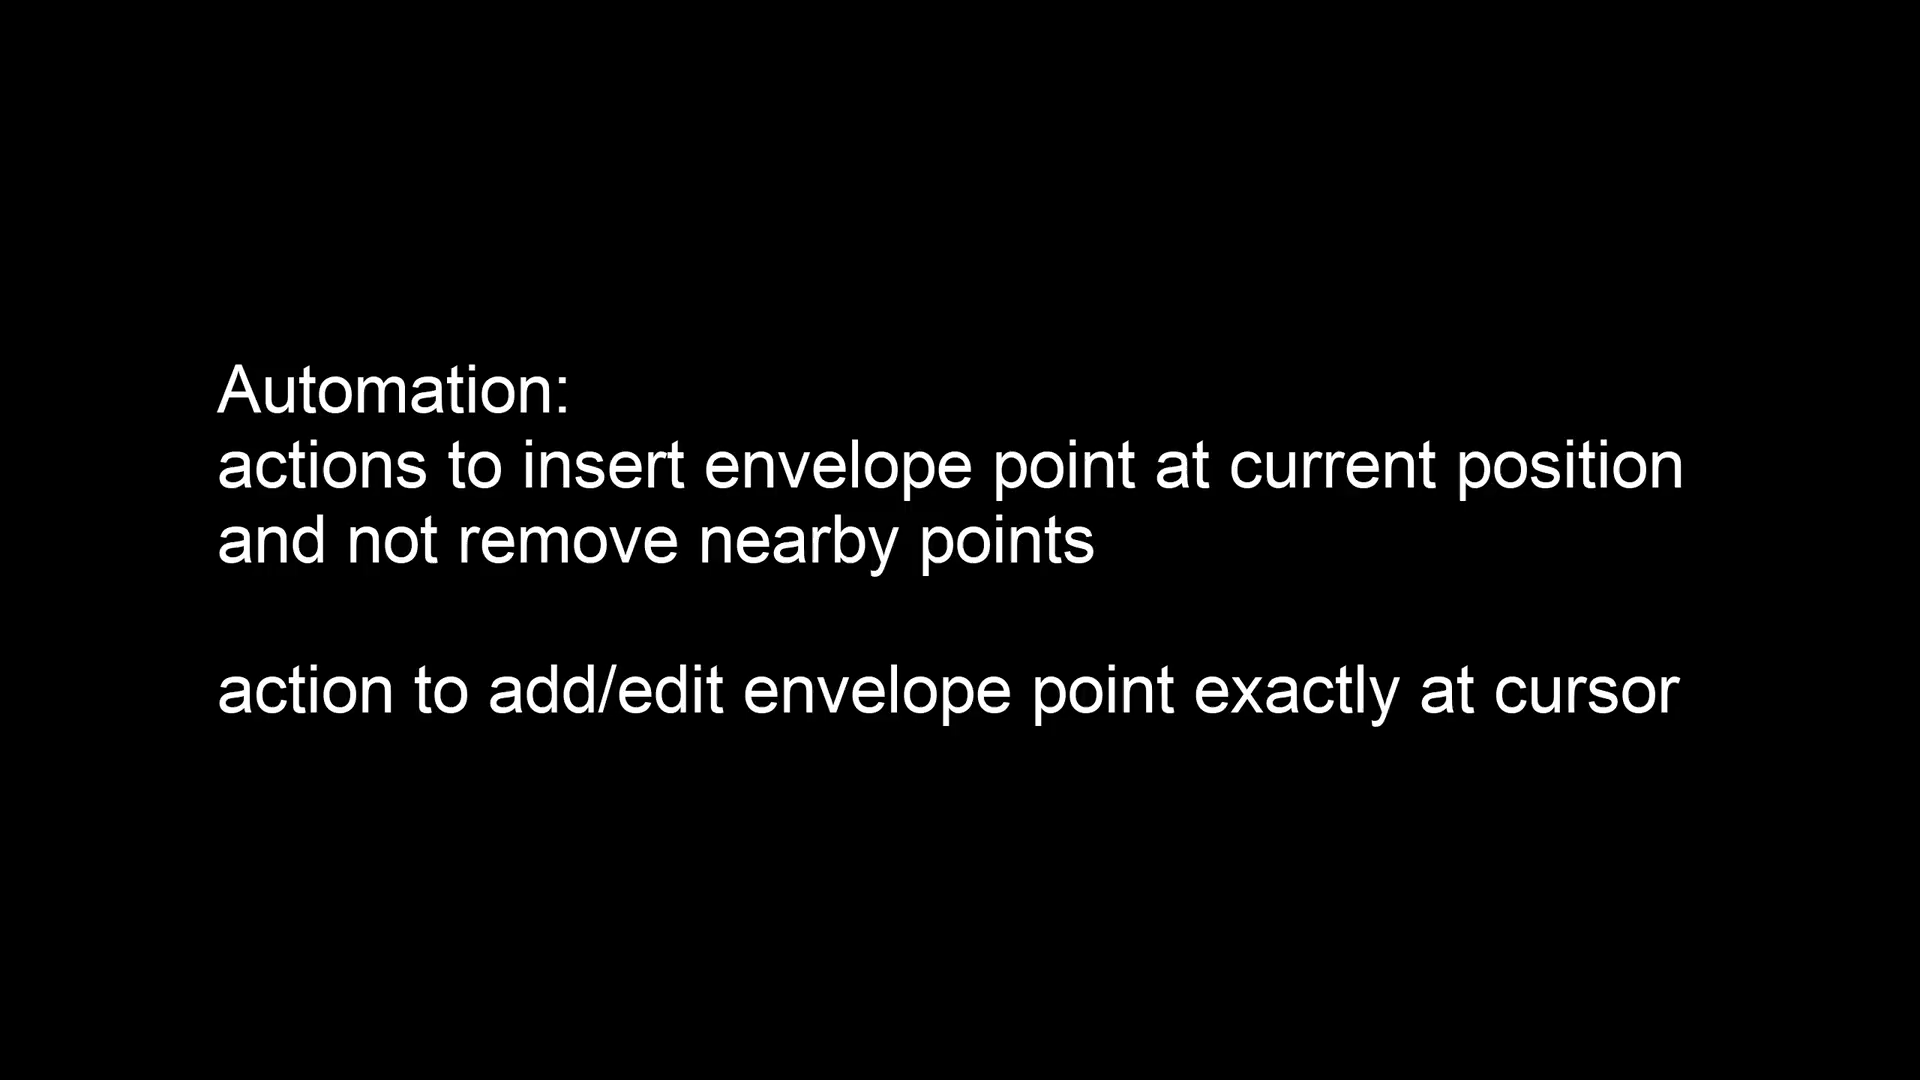 Automation:
actions to insert envelope point at current position
and not remove nearby points
action to add/edit envelope point exactly at cursor